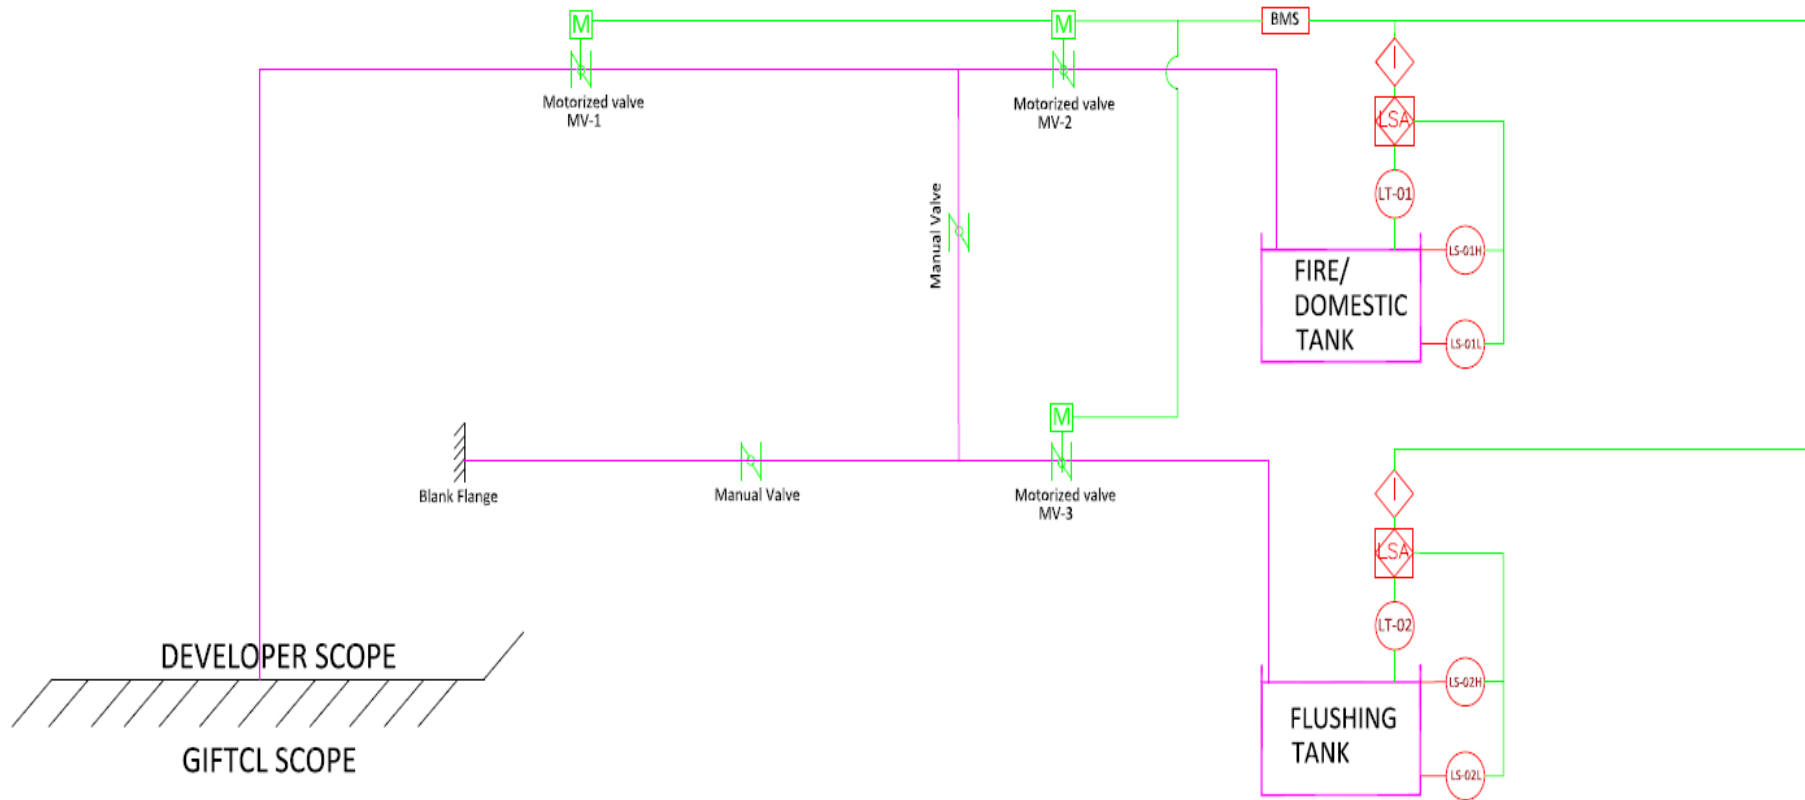 M
M
BMS
I
Motorized valve
MV-1
Motorized valve
MV-2
LSA
LT-01
Manual Valve
LS-01H
FIRE/
DOMESTIC
TANK
LS-01L
M
Blank Flange
Manual Valve
Motorized valve
MV-3
I
LSA
LT-02
DEVELOPER SCOPE
LS-02H
FLUSHING
TANK
GIFTCL SCOPE
LS-02L